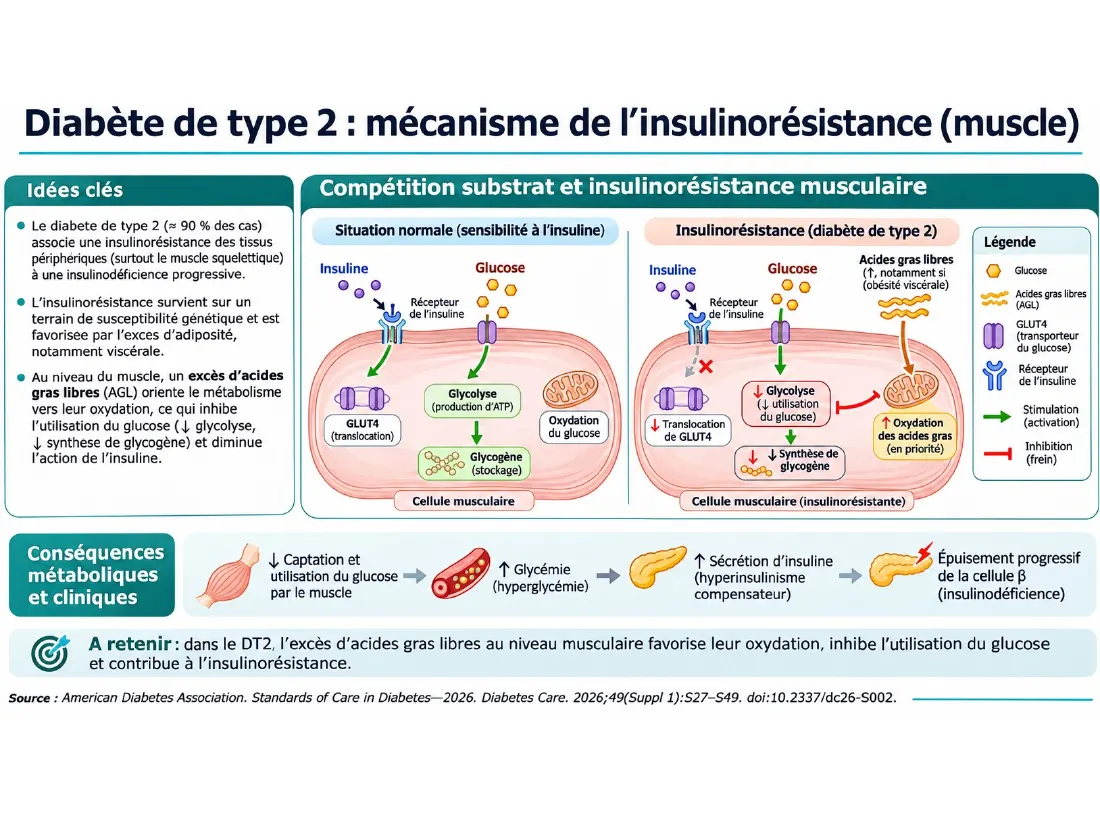 Diabète de type 2 : mécanisme de l’insulinorésistance (muscle)
Idées clés
Le diabete de type 2 (≈ 90 % des cas)
associe une insulinorésistance des tissus
périphériques (surtout le muscle squelettique)
à une insulinodéficience progressive.
L’insulinorésistance survient sur un
terrain de susceptibilité génétique et est
favorisee par l’exces d’adiposité,
notamment viscérale.
Au niveau du muscle, un excès d’acides
gras libres (AGL) oriente le métabolisme
vers leur oxydation, ce qui inhibe
l’utilisation du glucose (↓ glycolyse,
↓ synthese de glycogène) et diminue
l’action de l’insuline.
Compétition substrat et insulinorésistance musculaire
Situation normale (sensibilité à l’insuline)
Insuline
Glucose
Récepteur
de l’insuline
GLUT4
(translocation)
Glycolyse
(production d’ATP)
Oxydation
du glucose
Glycogène
(stockage)
Cellule musculaire
Insulinorésistance (diabète de type 2)
Insuline
Glucose
Acides gras libres
(↑, notamment si
(obésité viscérale)
Récepteur
de l’insuline
↓ Translocation
de GLUT4
↓ Glycolyse
(↓ utilisation
du glucose)
↑ Oxydation
des acides gras
(en priorité)
↓ ↓ Synthèse de
glycogène
Cellule musculaire (insulinorésistante)
Légende
Glucose
Acides gras libres
(AGL)
GLUT4
(transporteur
du glucose)
Récepteur
de l’insuline
Stimulation
(activation)
Inhibition
(frein)
Conséquences
métaboliques
et cliniques
↓ Captation et
utilisation du glucose
par le muscle
↑ Glycémie
(hyperglycémie)
↑ Sécrétion d’insuline
(hyperinsulinisme
compensateur)
Épuisement progressif
de la cellule β
(insulinodéficience)
A retenir : dans le DT2, l’excès d’acides gras libres au niveau musculaire favorise leur oxydation, inhibe l’utilisation du glucose
et contribue à l’insulinorésistance.
Source : American Diabetes Association. Standards of Care in Diabetes—2026. Diabetes Care. 2026;49(Suppl 1):S27–S49. doi:10.2337/dc26-S002.